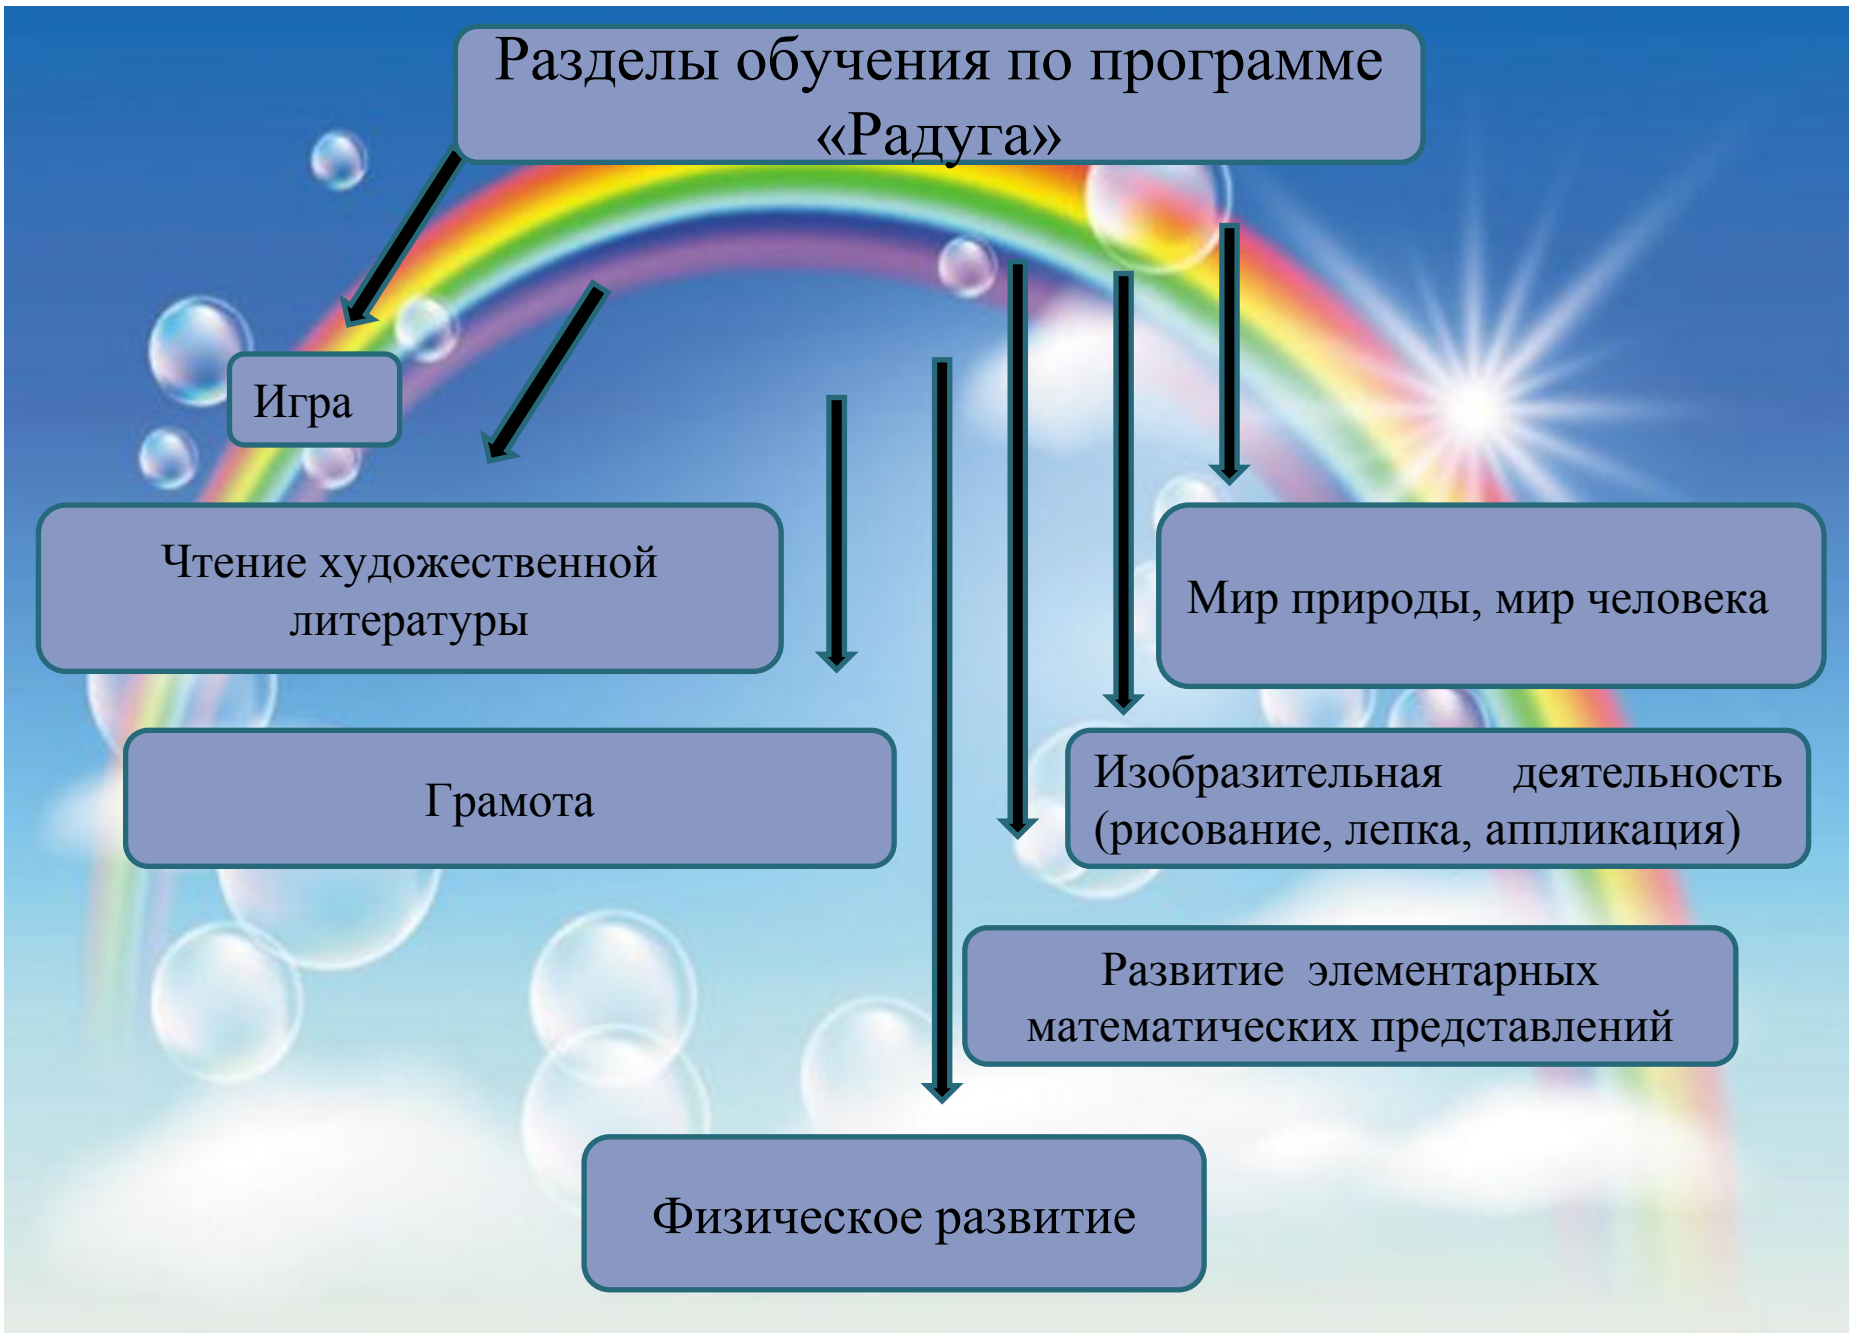 Разделы обучения по программе
«Радуга»
Игра
Чтение художественной
литературы
Мир природы, мир человека
Грамота
Изобразительная деятельность
(рисование, лепка, аппликация)
Развитие элементарных
математических представлений
Физическое развитие